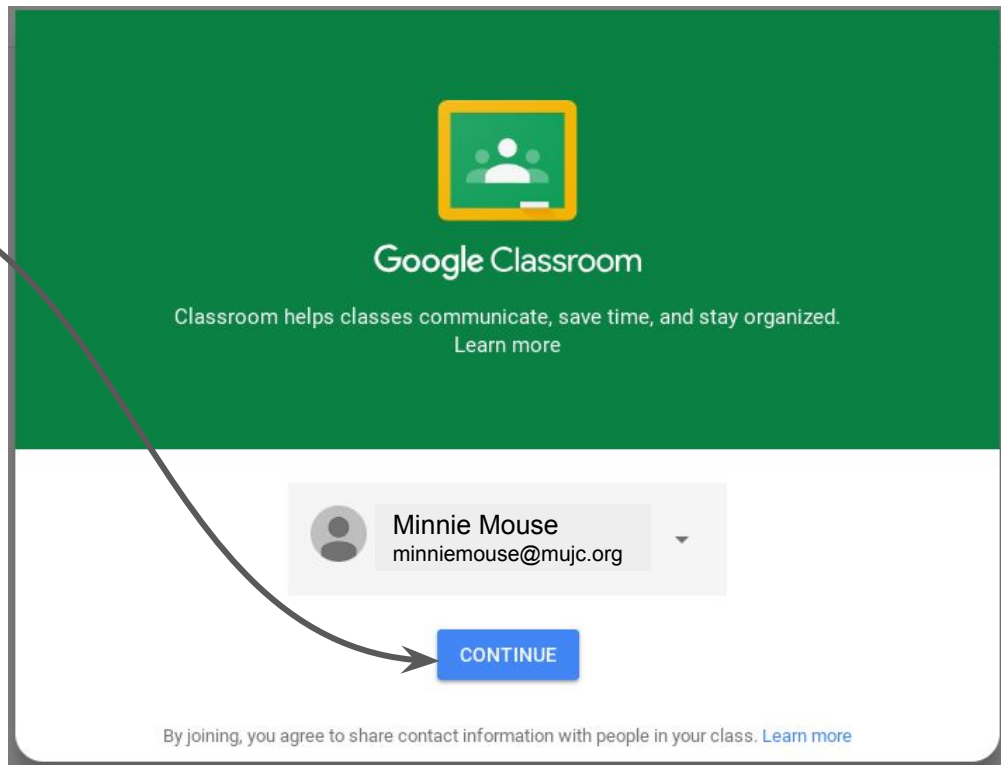 Google Classroom
Classroom helps classes communicate, save time, and stay organized.
Learn more
Minnie Mouse
minniemouse@mujc.org
CONTINUE
By joining, you agree to share contact information with people in your class. Learn more